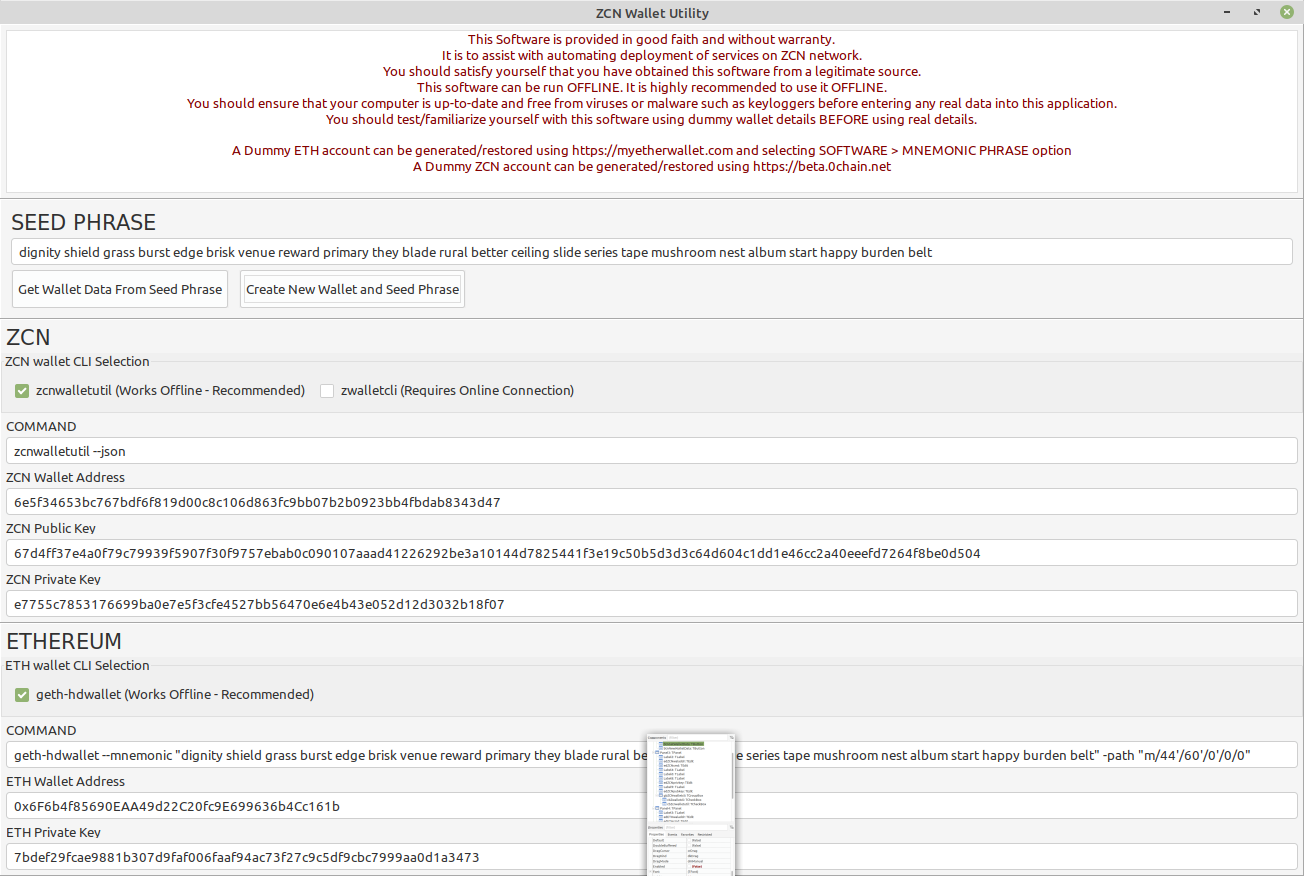 ZCN Wallet Utility
This Software is provided in good faith and without warranty.
It is to assist with automating deployment of services on ZCN network.
You should satisfy yourself that you have obtained this software from a legitimate source.
This software can be run OFFLINE. It is highly recommended to use it OFFLINE.
You should ensure that your computer is up-to-date and free from viruses or malware such as keyloggers before entering any real data into this application.
You should test/familiarize yourself with this software using dummy wallet details BEFORE using real details.
A Dummy ETH account can be generated/restored using https://myetherwallet.com and selecting SOFTWARE > MNEMONIC PHRASE option
A Dummy ZCN account can be generated/restored using https://beta.0chain.net
SEED PHRASE
dignity shield grass burst edge brisk venue reward primary they blade rural better ceiling slide series tape mushroom nest album start happy burden belt
Get Wallet Data From Seed Phrase
Create New Wallet and Seed Phrase
ZCN
ZCN wallet CLI Selection
zcnwalletutil (Works Offline - Recommended)
zwalletcli (Requires Online Connection)
COMMAND
zcnwalletutil --json
ZCN Wallet Address
6e5f34653bc767bdf6f819d00c8c106d863fc9bb07b2b0923bb4fbdab8343d47
ZCN Public Key
67d4ff37e4a0f79c79939f5907f30f9757ebab0c090107aaad41226292be3a10144d7825441f3e19c50b5d3d3c64d604c1dd1e46cc2a40eeefd7264f8be0d504
ZCN Private Key
e7755c7853176699ba0e7e5f3cfe4527bb56470e6e4b43e052d12d3032b18f07
ETHEREUM
ETH wallet CLI Selection
geth-hdwallet (Works Offline - Recommended)
COMMAND
geth-hdwallet --mnemonic "dignity shield grass burst edge brisk venue reward primary they blade rural be e series tape mushroom nest album start happy burden belt" -path "m/44'/60'/0'/0/0"
ETH Wallet Address
0x6F6b4f85690EAA49d22C20fc9E699636b4Cc161b
ETH Private Key
7bdef29fcae9881b307d9faf006faaf94ac73f27c9c5df9cbc7999aa0d1a3473